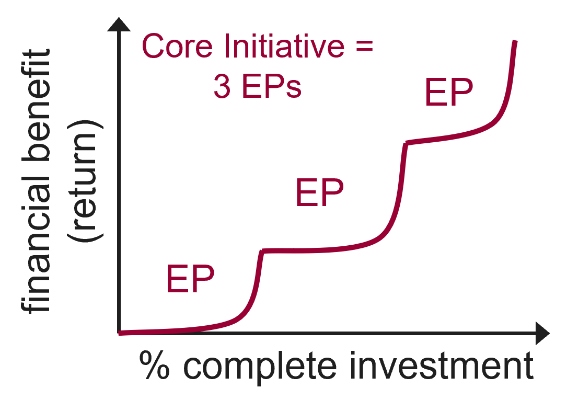 Core Initiative =
3 EPs
EP
EP
EP
financial benefit
(return)
% complete investment